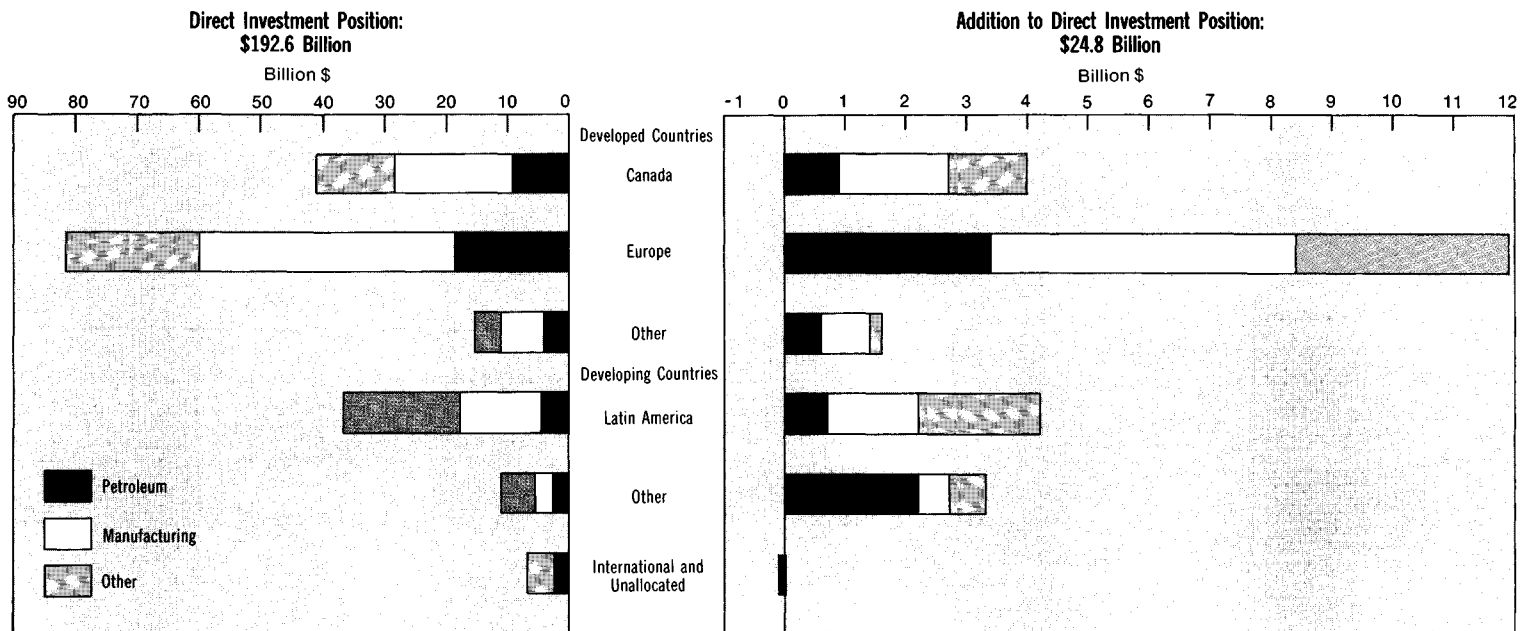 Direct Investment Position:
$192.6 Billion
Billion $
90 80 70 60 50 40 30 20 10 0
Addition to Direct Investment Position:
$24.8 Billion
Billion $
-1 0 1 2 3 4 5 6 7 8 9 10 11 12
Developed Countries
Canada
Europe
Other
Developing Countries
Latin America
Other
International and
Unallocated
Petroleum
Manufacturing
Other